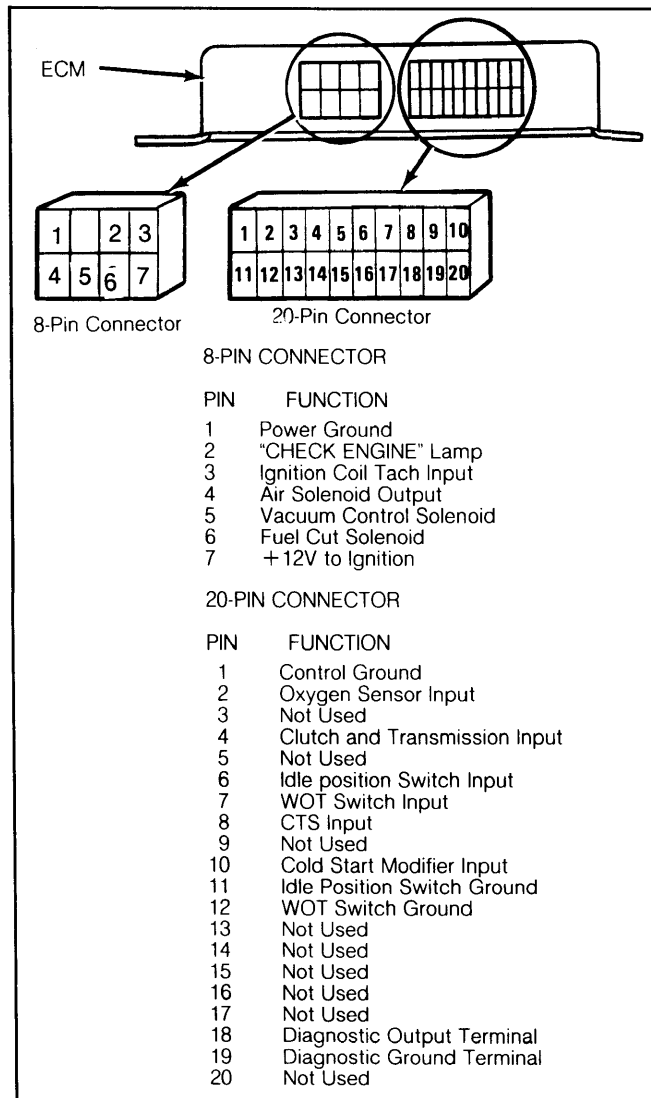 ECM
1 2 3
4 5 6 7
8-Pin Connector
1 2 3 4 5 6 7 8 9 10
11 12 13 14 15 16 17 18 19 20
20-Pin Connector
8-PIN CONNECTOR
PIN FUNCTION
1 Power Ground
2 "CHECK ENGINE" Lamp
3 Ignition Coil Tach Input
4 Air Solenoid Output
5 Vacuum Control Solenoid
6 Fuel Cut Solenoid
7 +12V to Ignition
20-PIN CONNECTOR
PIN FUNCTION
1 Control Ground
2 Oxygen Sensor Input
3 Not Used
4 Clutch and Transmission Input
5 Not Used
6 Idle position Switch Input
7 WOT Switch Input
8 CTS Input
9 Not Used
10 Cold Start Modifier Input
11 Idle Position Switch Ground
12 WOT Switch Ground
13 Not Used
14 Not Used
15 Not Used
16 Not Used
17 Not Used
18 Diagnostic Output Terminal
19 Diagnostic Ground Terminal
20 Not Used